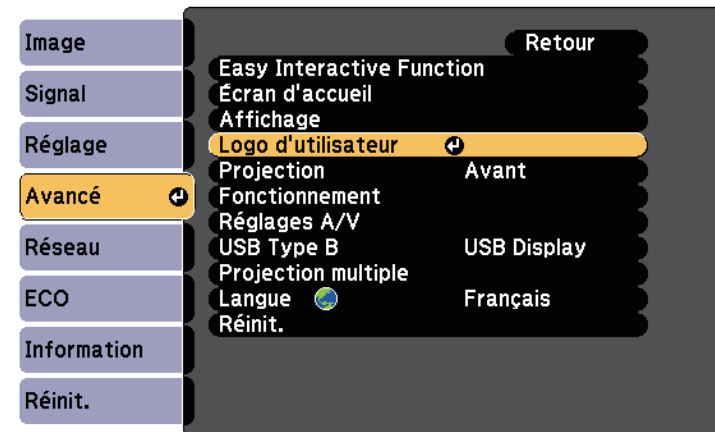 Image
Signal
Réglage
Avancé
Réseau
ECO
Information
Réinit.
Retour
Easy Interactive Function
Écran d'accueil
Affichage
Logo d'utilisateur
Projection Avant
Fonctionnement
Réglages A/V
USB Type B USB Display
Projection multiple
Langue Français
Réinit.